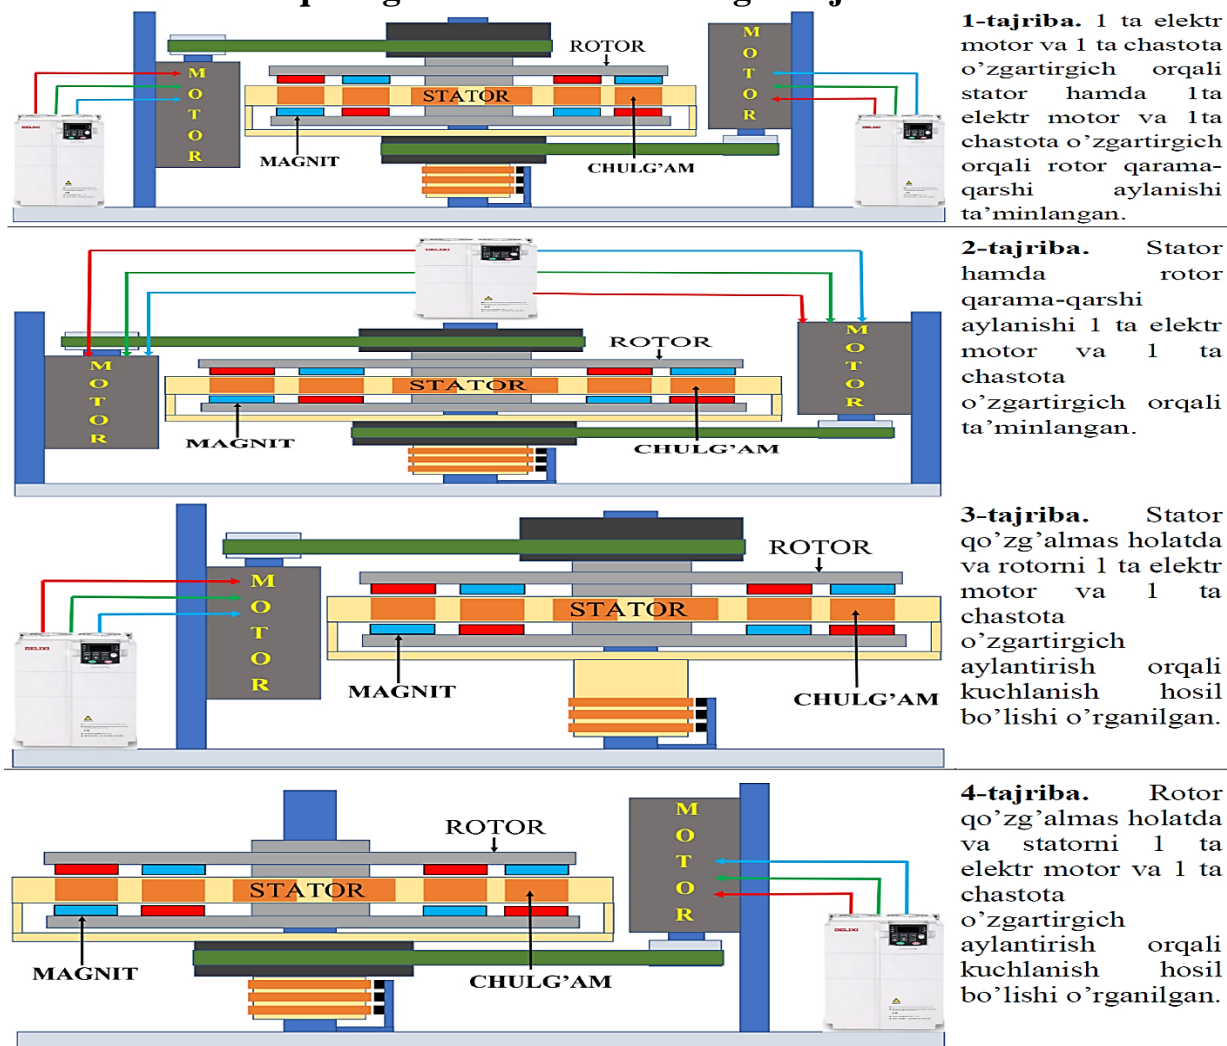 MOTOR
ROTOR
STATOR
MAGNIT
CHULG'AM
MOTOR
1-tajriba. 1 ta elektr
motor va 1 ta chastota
o'zgartirgich orqali
stator hamda 1ta
elektr motor va 1ta
chastota o'zgartirgich
orqali rotor qarama-
qarshi aylanishi
ta'minlangan.
DELIXI
MOTOR
ROTOR
STATOR
MAGNIT
CHULG'AM
MOTOR
2-tajriba. Stator
hamda rotor
qarama-qarshi
aylanishi 1 ta elektr
motor va 1 ta
chastota
o'zgartirgich orqali
ta'minlangan.
DELIXI
MOTOR
ROTOR
STATOR
MAGNIT
CHULG'AM
3-tajriba. Stator
qo'zg'almas holatda
va rotorni 1 ta elektr
motor va 1 ta
chastota
o'zgartirgich
aylantirish orqali
kuchlanish hosil
bo'lishi o'rganilgan.
ROTOR
STATOR
MAGNIT
CHULG'AM
MOTOR
DELIXI
4-tajriba. Rotor
qo'zg'almas holatda
va statorni 1 ta
elektr motor va 1 ta
chastota
o'zgartirgich
aylantirish orqali
kuchlanish hosil
bo'lishi o'rganilgan.